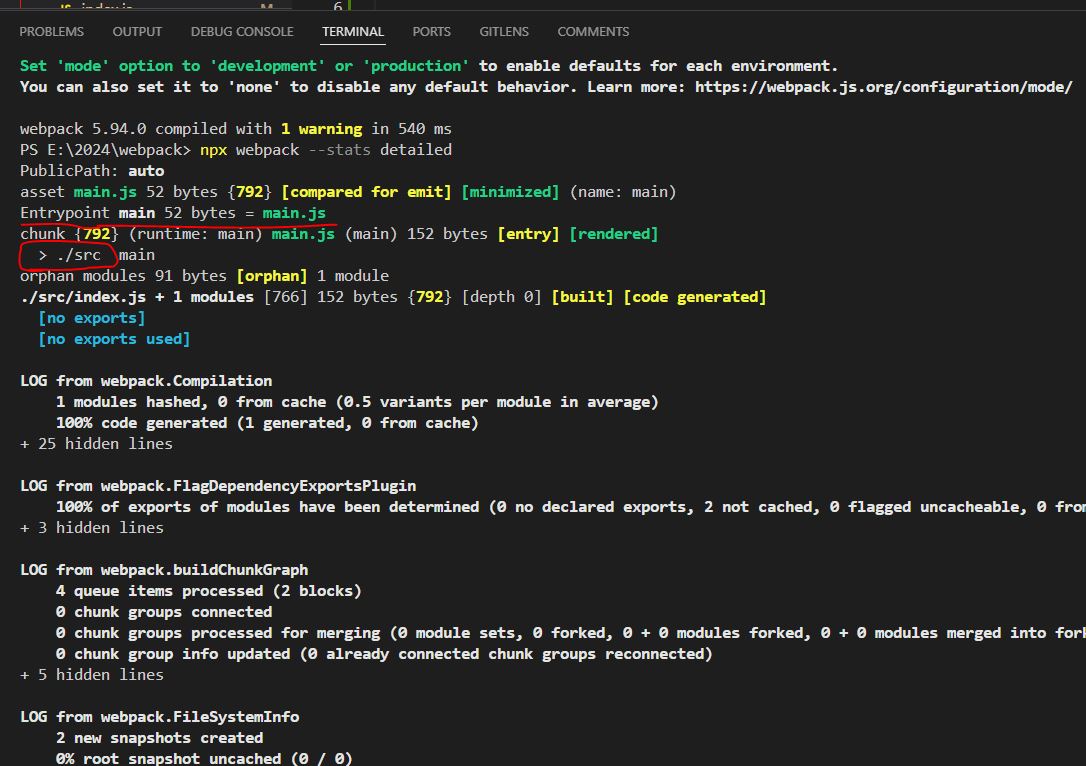 PROBLEMS OUTPUT DEBUG CONSOLE TERMINAL PORTS GITLENS COMMENTS
Set 'mode' option to 'development' or 'production' to enable defaults for each environment.
You can also set it to 'none' to disable any default behavior. Learn more: https://webpack.js.org/configuration/mode/
webpack 5.94.0 compiled with 1 warning in 540 ms
PS E:\2024\webpack> npx webpack --stats detailed
PublicPath: auto
asset main.js 52 bytes {792} [compared for emit] [minimized] (name: main)
Entrypoint main 52 bytes = main.js
chunk {792} (runtime: main) main.js (main) 152 bytes [entry] [rendered]
> ./src main
orphan modules 91 bytes [orphan] 1 module
./src/index.js + 1 modules [766] 152 bytes {792} [depth 0] [built] [code generated]
[no exports]
[no exports used]
LOG from webpack.Compilation
1 modules hashed, 0 from cache (0.5 variants per module in average)
100% code generated (1 generated, 0 from cache)
+ 25 hidden lines
LOG from webpack.FlagDependencyExportsPlugin
100% of exports of modules have been determined (0 no declared exports, 2 not cached, 0 flagged uncacheable, 0 from
+ 3 hidden lines
LOG from webpack.buildChunkGraph
4 queue items processed (2 blocks)
0 chunk groups connected
0 chunk groups processed for merging (0 module sets, 0 forked, 0 + 0 modules forked, 0 + 0 modules merged into fork
0 chunk group info updated (0 already connected chunk groups reconnected)
+ 5 hidden lines
LOG from webpack.FileSystemInfo
2 new snapshots created
0% root snapshot uncached (0 / 0)